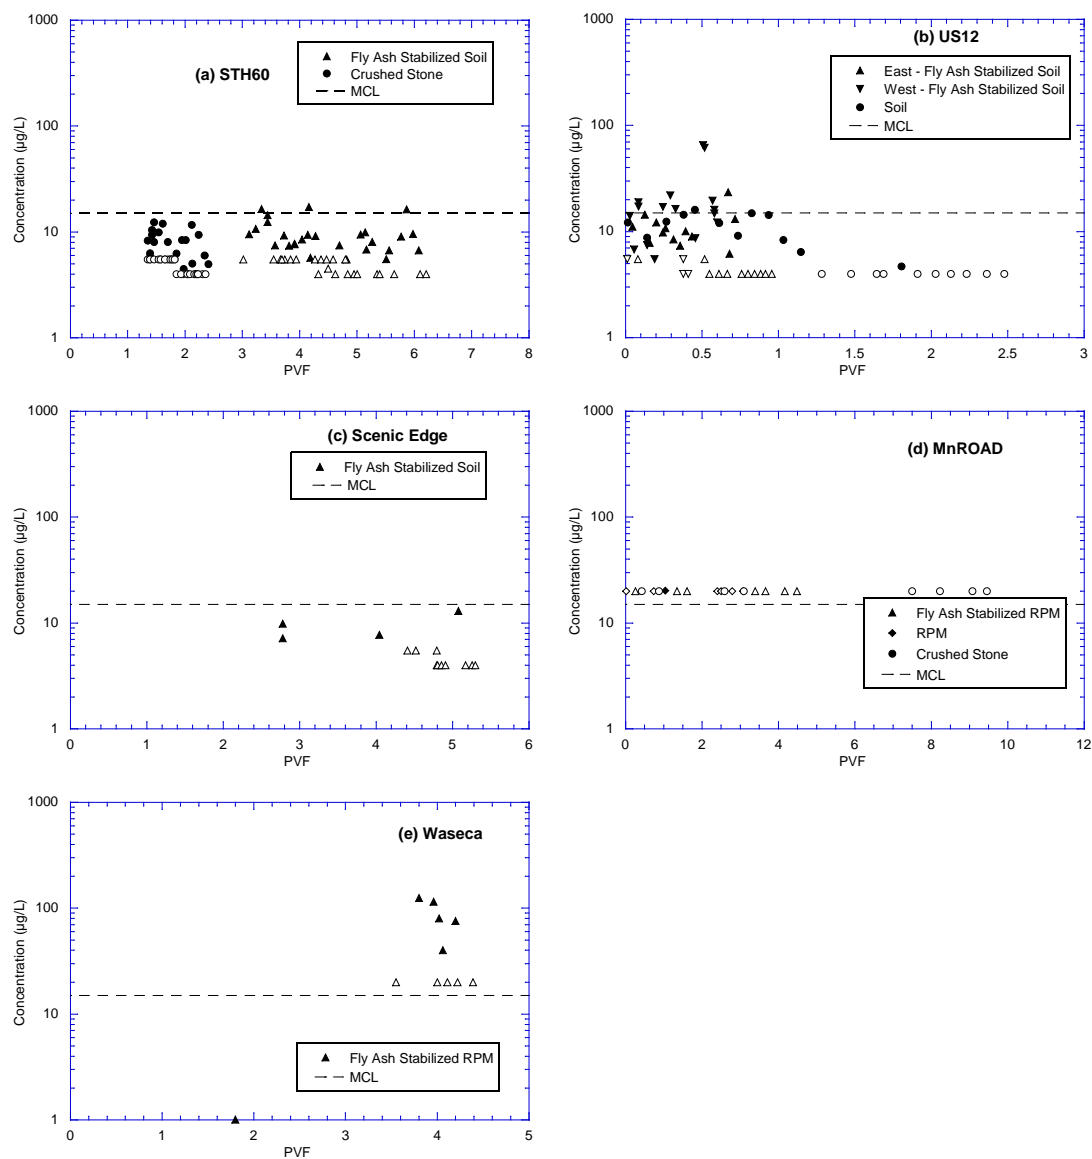 1000
100
10
1
Concentration (µg/L)
(a) STH60
Fly Ash Stabilized Soil
Crushed Stone
MCL
0 1 2 3 4 5 6 7 8
PVF
1000
100
10
1
Concentration (µg/L)
(b) US12
East - Fly Ash Stabilized Soil
West - Fly Ash Stabilized Soil
Soil
MCL
0 0.5 1 1.5 2 2.5 3
PVF
1000
100
10
1
Concentration (µg/L)
(c) Scenic Edge
Fly Ash Stabilized Soil
MCL
0 1 2 3 4 5 6
PVF
1000
100
10
1
Concentration (µg/L)
(d) MnROAD
Fly Ash Stabilized RPM
RPM
Crushed Stone
MCL
0 2 4 6 8 10 12
PVF
1000
100
10
1
Concentration (µg/L)
(e) Waseca
Fly Ash Stabilized RPM
MCL
0 1 2 3 4 5
PVF